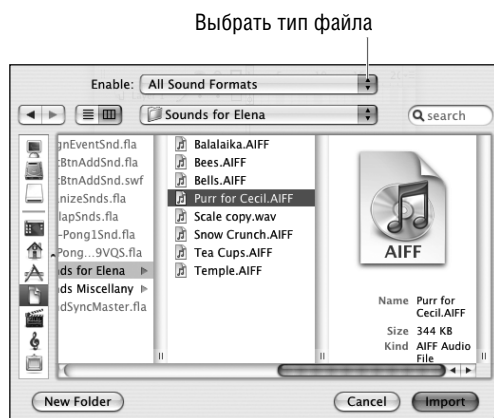 Выбрать тип файла
Enable: All Sound Formats
Sounds for Elena
search
gnEventSnd.fla
tBtnAddSnd.fla
tBtnAddSnd.swf
nizeSnds.fla
lapSnds.fla
-Pong1Snd.fla
Pong...9VQS.fla
ds for Elena
ds Miscellany
ndSyncMaster.fla
Balalaika.AIFF
Bees.AIFF
Bells.AIFF
Purr for Cecil.AIFF
Scale copy.wav
Snow Crunch.AIFF
Tea Cups.AIFF
Temple.AIFF
AIFF
Name Purr for
Cecil.AIFF
Size 344 KB
Kind AIFF Audio
File
New Folder
Cancel
Import